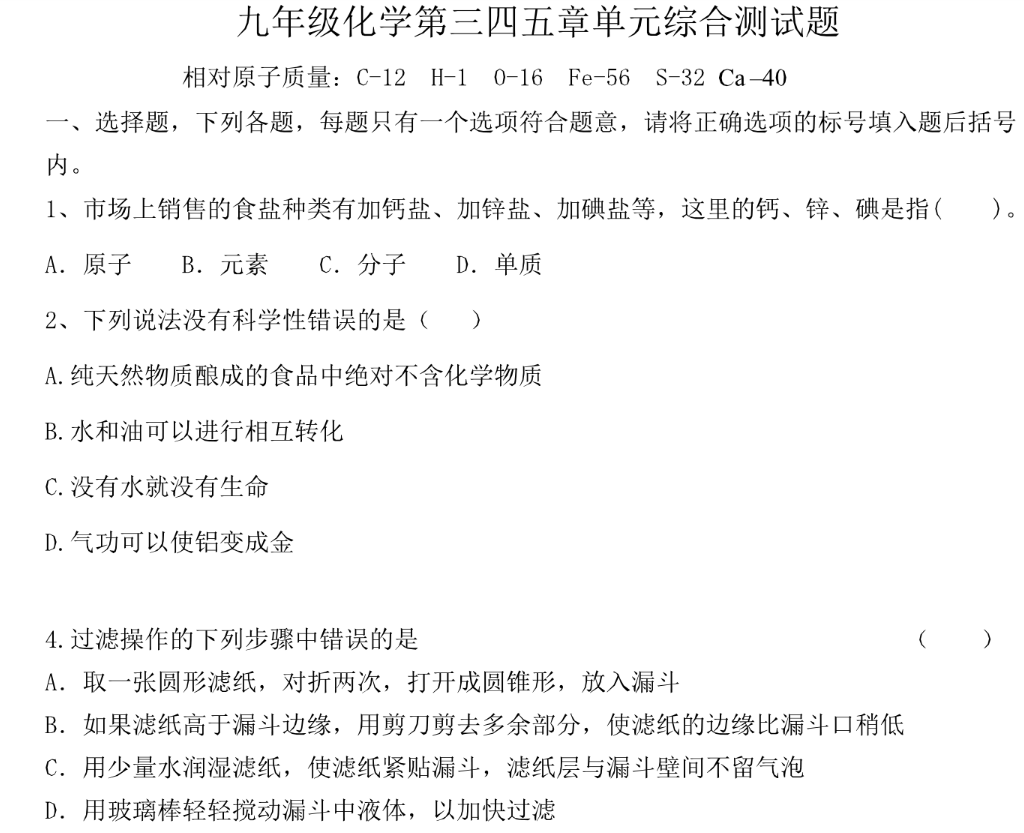 九年级化学第三四五章单元综合测试题
相对原子质量：C-12 H-1 O-16 Fe-56 S-32 Ca–40
一、选择题，下列各题，每题只有一个选项符合题意，请将正确选项的标号填入题后括号
内。
1、市场上销售的食盐种类有加钙盐、加锌盐、加碘盐等，这里的钙、锌、碘是指(    )。
A．原子    B．元素    C．分子    D．单质
2、下列说法没有科学性错误的是（    ）
A.纯天然物质酿成的食品中绝对不含化学物质
B.水和油可以进行相互转化
C.没有水就没有生命
D.气功可以使铝变成金
4.过滤操作的下列步骤中错误的是 （    ）
A．取一张圆形滤纸，对折两次，打开成圆锥形，放入漏斗
B．如果滤纸高于漏斗边缘，用剪刀剪去多余部分，使滤纸的边缘比漏斗口稍低
C．用少量水润湿滤纸，使滤纸紧贴漏斗，滤纸层与漏斗壁间不留气泡
D．用玻璃棒轻轻搅动漏斗中液体，以加快过滤